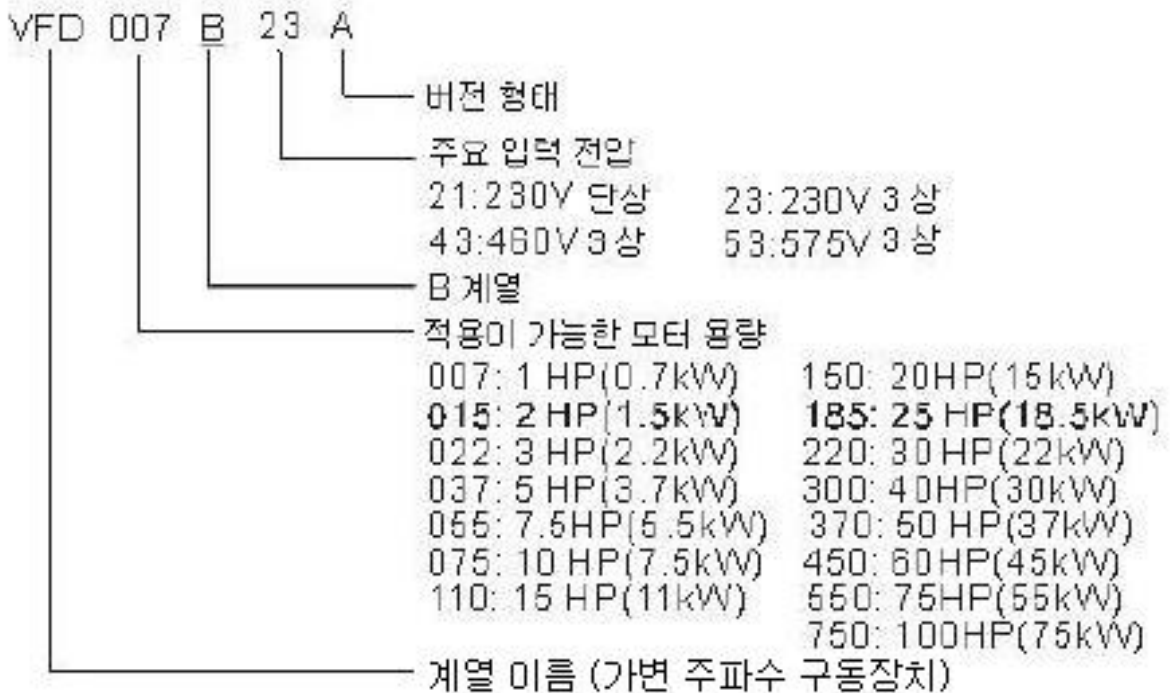 VFD 007 B 23 A
버전 형태
주요 입력 전압
21:230V 단상 23:230V 3상
43:460V 3상 53:575V 3상
B 계열
적용이 가능한 모터 용량
007: 1 HP(0.7kW) 150: 20HP(15kW)
015: 2 HP(1.5kW) 185: 25 HP(18.5kW)
022: 3 HP(2.2kW) 220: 30 HP(22kW)
037: 5 HP(3.7kW) 300: 40HP(30kW)
055: 7.5HP(5.5kW) 370: 50 HP(37kW)
075: 10 HP(7.5kW) 450: 60HP(45kW)
110: 15 HP(11kW) 550: 75HP(55kW)
750: 100HP(75kW)
계열 이름 (가변 주파수 구동장치)